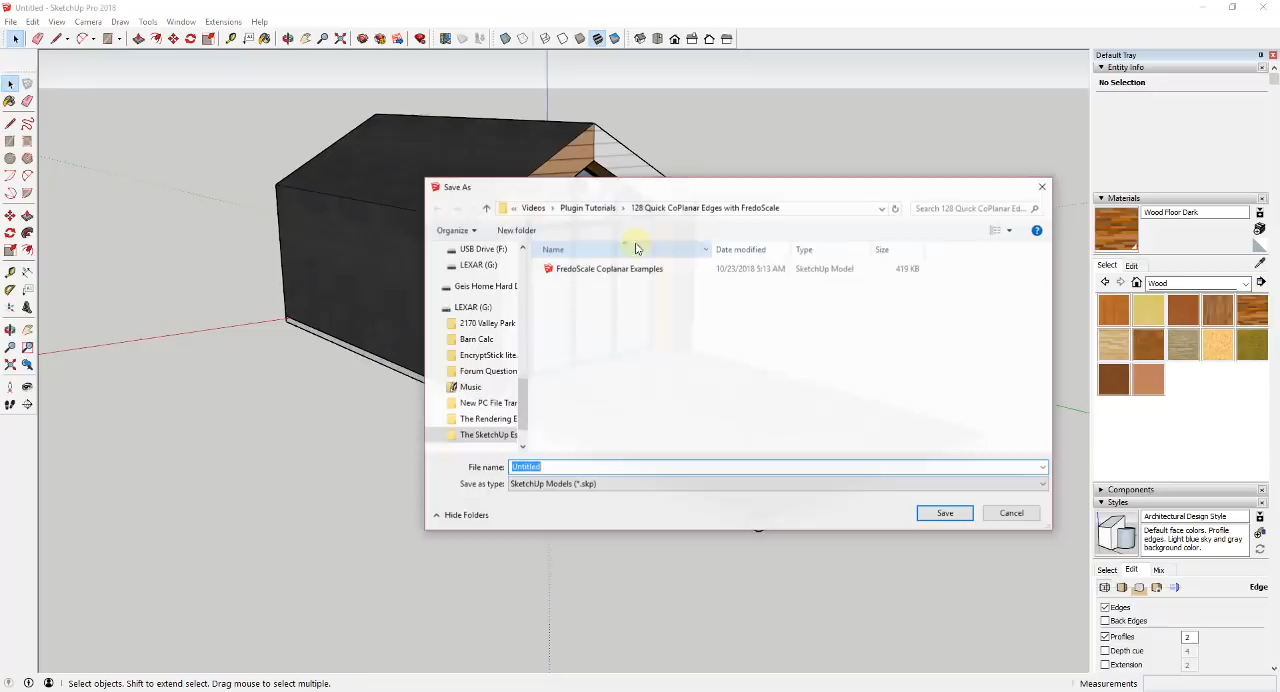 Untitled - SketchUp Pro 2018
File Edit View Camera Draw Tools Window Extensions Help
Default Tray
Entity Info
No Selection
Save As
« Videos › Plugin Tutorials › 128 Quick CoPlanar Edges with FredoScale
Search 128 Quick CoPlanar Ed...
Organize New folder
Name Date modified Type Size
USB Drive (F:)
LEXAR (G:)
Geis Home Hard D
LEXAR (G:)
2170 Valley Park
Barn Calc
EncryptStick lite.
Forum Question
Music
New PC File Tran
The Rendering E
The SketchUp Es
FredoScale Coplanar Examples 10/23/2018 5:13 AM SketchUp Model 419 KB
File name: Untitled
Save as type: SketchUp Models (*.skp)
Hide Folders
Save Cancel
Materials
Wood Floor Dark
Select Edit
Wood
Components
Styles
Architectural Design Style
Default face colors. Profile
edges. Light blue sky and gray
background color.
Select Edit Mix
Edge
Edges
Back Edges
Profiles 2
Depth cue 4
Extension 2
Select objects. Shift to extend select. Drag mouse to select multiple.
Measurements